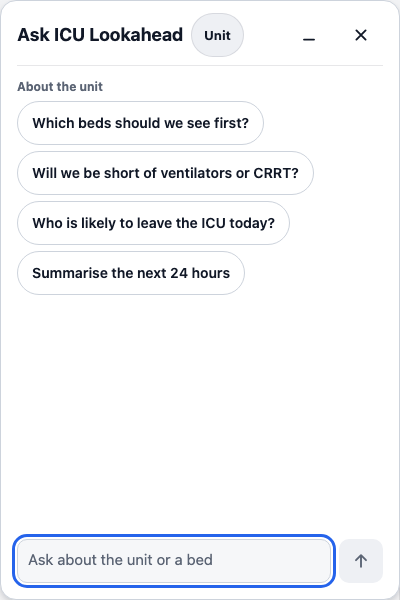 Ask ICU Lookahead Unit
About the unit
Which beds should we see first?
Will we be short of ventilators or CRRT?
Who is likely to leave the ICU today?
Summarise the next 24 hours
Ask about the unit or a bed